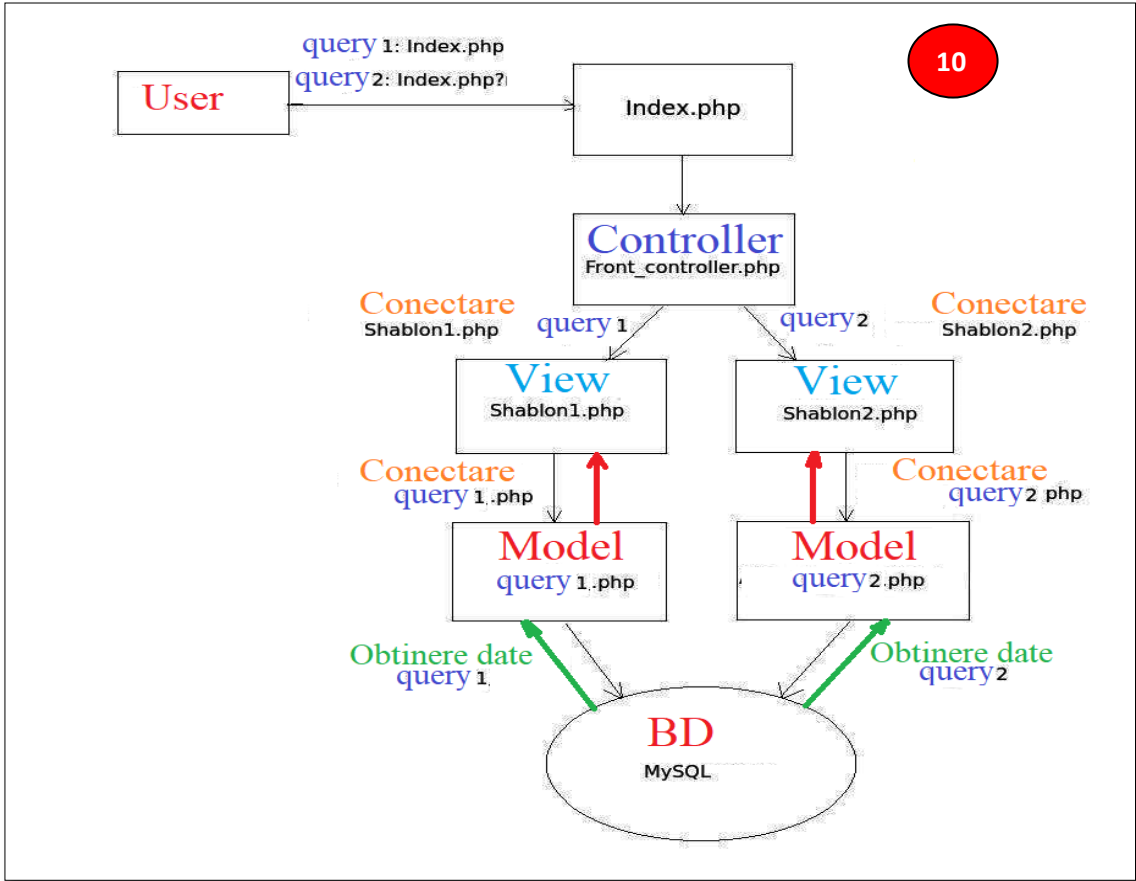 query 1: Index.php
query 2: Index.php?
10
User
Index.php
Controller
Front_controller.php
Conectare
Shablon1.php
query 1
query 2
Conectare
Shablon2.php
View
Shablon1.php
View
Shablon2.php
Conectare
query 1 .php
Conectare
query 2 php
Model
query 1 .php
Model
query 2 .php
Obtinere date
query 1
Obtinere date
query 2
BD
MySQL